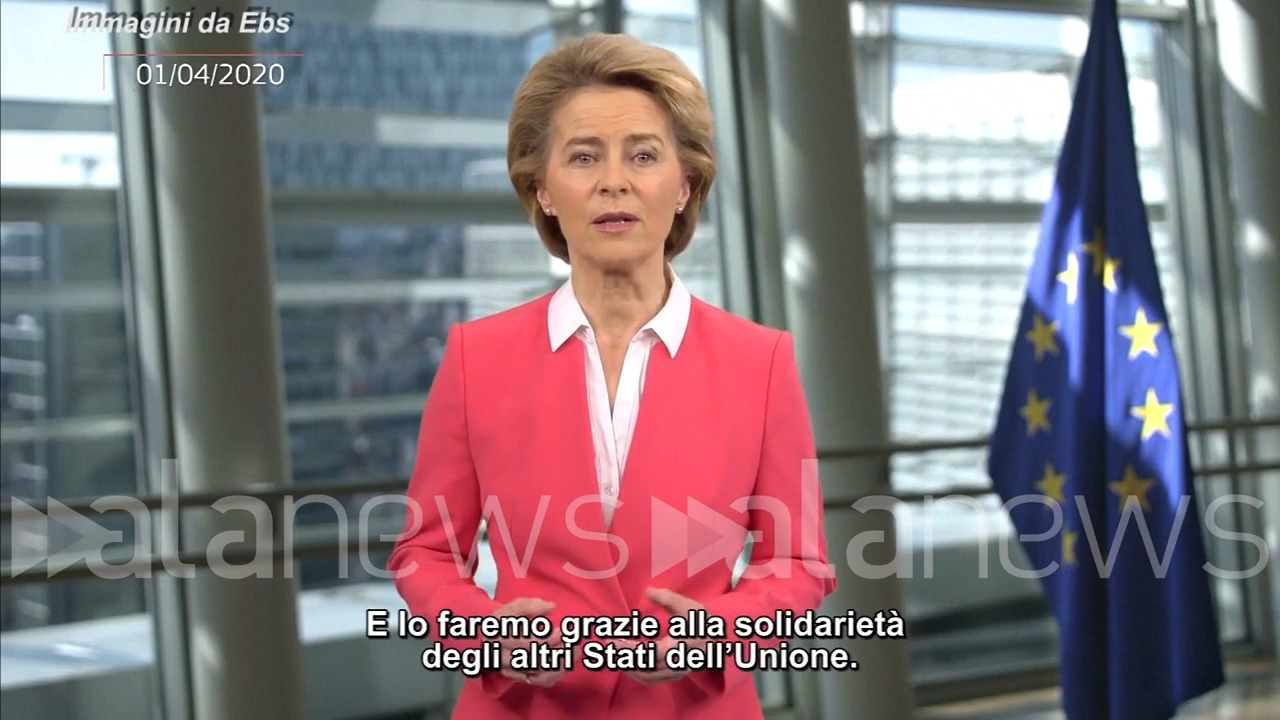 Immagini da Ebs
01/04/2020
alanews alanews
E lo faremo grazie alla solidarietà
degli altri Stati dell’Unione.